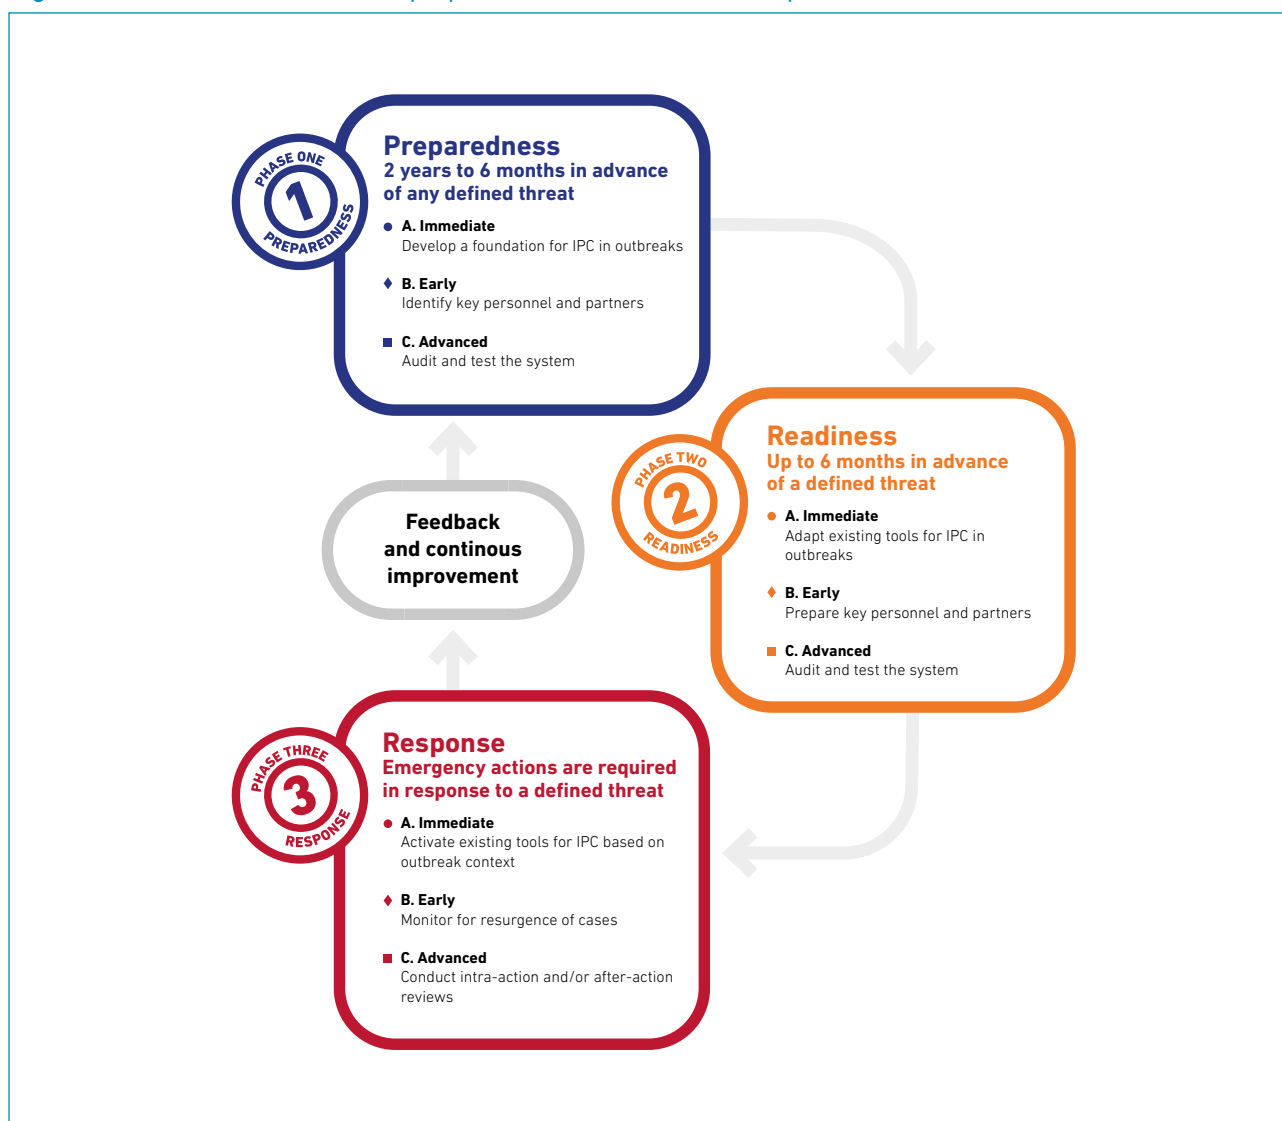 PHASE ONE
1
PREPAREDNESS
Preparedness
2 years to 6 months in advance
of any defined threat
A. Immediate
Develop a foundation for IPC in outbreaks
B. Early
Identify key personnel and partners
C. Advanced
Audit and test the system
PHASE TWO
2
READINESS
Readiness
Up to 6 months in advance
of a defined threat
A. Immediate
Adapt existing tools for IPC in
outbreaks
B. Early
Prepare key personnel and partners
C. Advanced
Audit and test the system
PHASE THREE
3
RESPONSE
Response
Emergency actions are required
in response to a defined threat
A. Immediate
Activate existing tools for IPC based on
outbreak context
B. Early
Monitor for resurgence of cases
C. Advanced
Conduct intra-action and/or after-action
reviews
Feedback
and continous
improvement